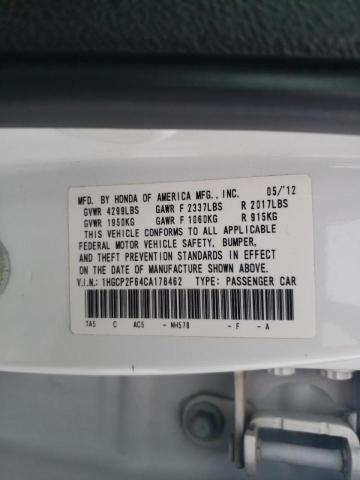 MFD. BY HONDA OF AMERICA MFG., INC. 05/'12
GVWR 4299LBS GAWR F 2337LBS R 2017LBS
GVWR 1950KG GAWR F 1060KG R 915KG
THIS VEHICLE CONFORMS TO ALL APPLICABLE
FEDERAL MOTOR VEHICLE SAFETY, BUMPER,
AND THEFT PREVENTION STANDARDS IN EFFECT
ON THE DATE OF MANUFACTURE SHOWN ABOVE.
V.I.N.: 1HGCP2F64CA178462 TYPE: PASSENGER CAR
TA5 C AC5 - NH578 - F - A